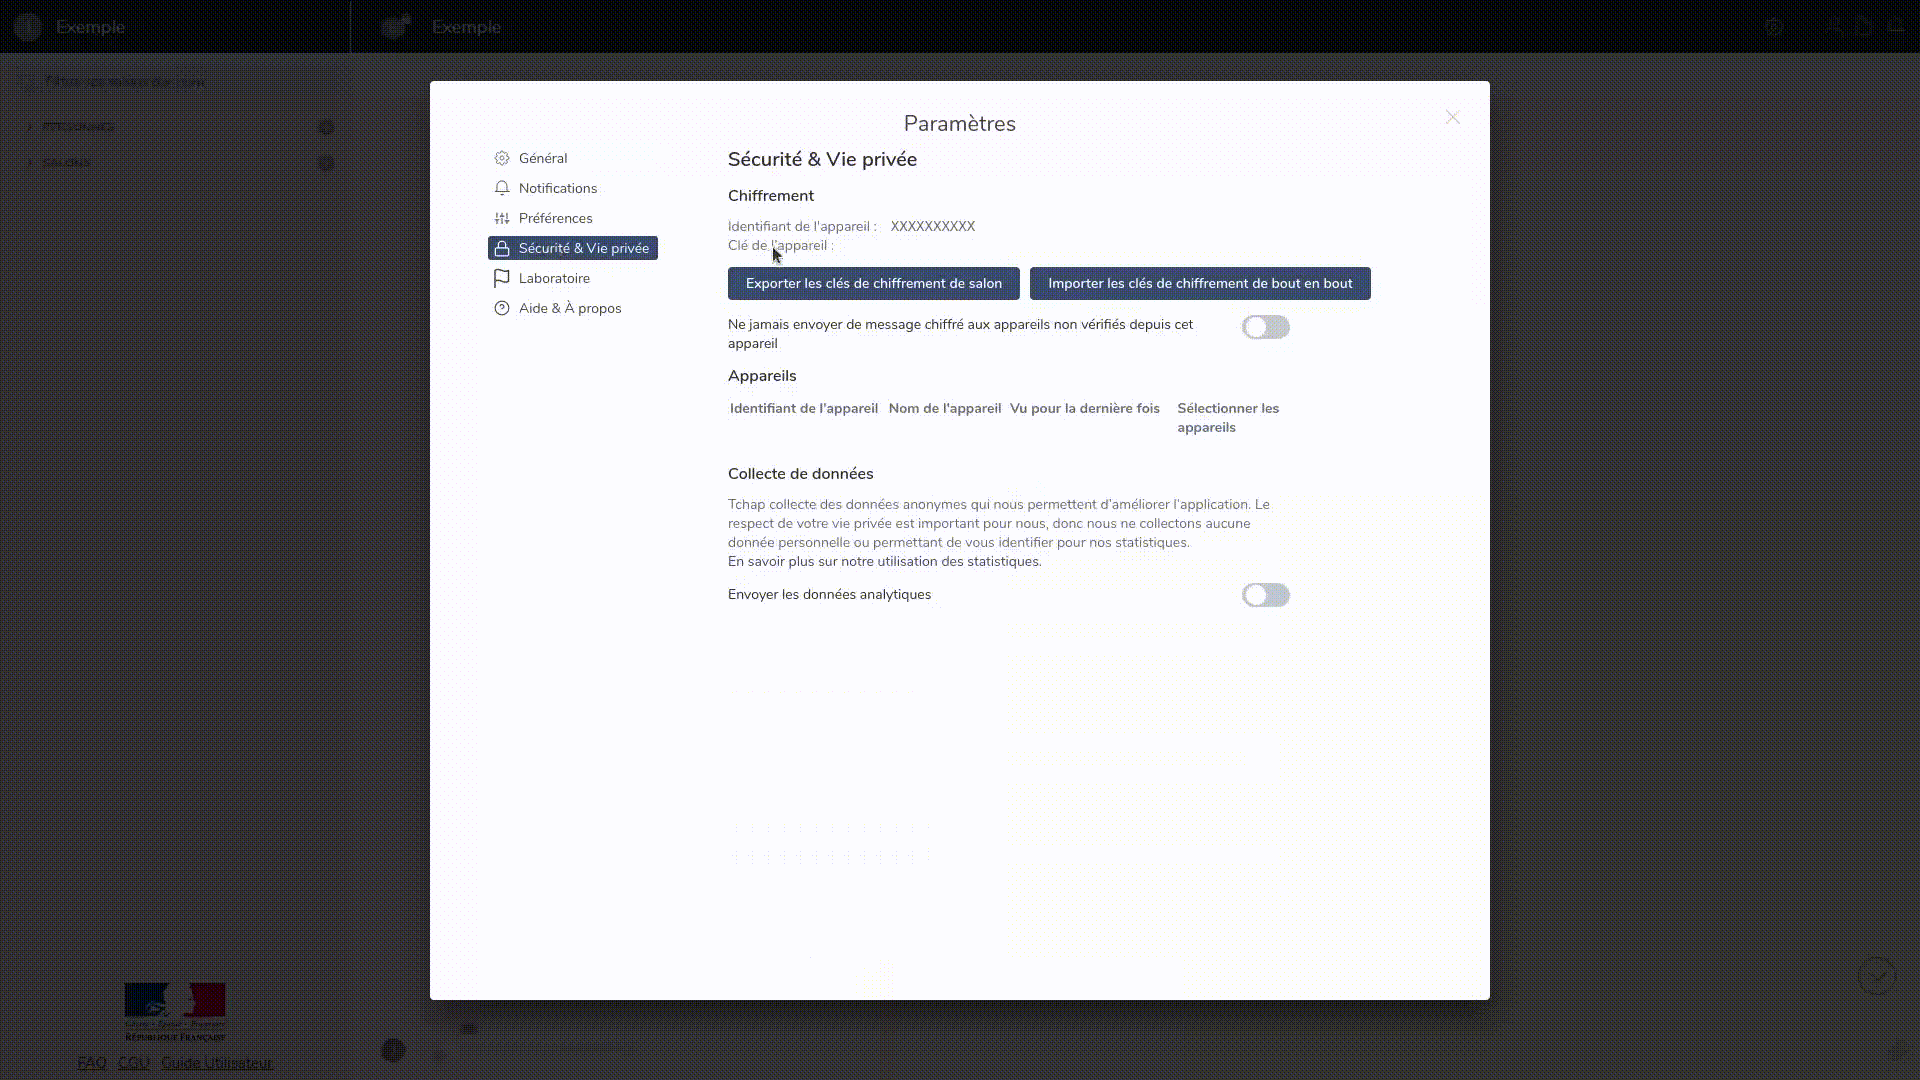 Exemple
Exemple
PERSONNES
SALONS
Paramètres
Général
Notifications
Préférences
Sécurité & Vie privée
Laboratoire
Aide & À propos
Sécurité & Vie privée
Chiffrement
Identifiant de l'appareil : XXXXXXXXXX
Clé de l'appareil :
Exporter les clés de chiffrement de salon
Importer les clés de chiffrement de bout en bout
Ne jamais envoyer de message chiffré aux appareils non vérifiés depuis cet
appareil
Appareils
Identifiant de l'appareil Nom de l'appareil Vu pour la dernière fois Sélectionner les
appareils
Collecte de données
Tchap collecte des données anonymes qui nous permettent d'améliorer l'application. Le
respect de votre vie privée est important pour nous, donc nous ne collectons aucune
donnée personnelle ou permettant de vous identifier pour nos statistiques.
En savoir plus sur notre utilisation des statistiques.
Envoyer les données analytiques
RÉPUBLIQUE FRANÇAISE
FAQ CGU Guide Utilisateur